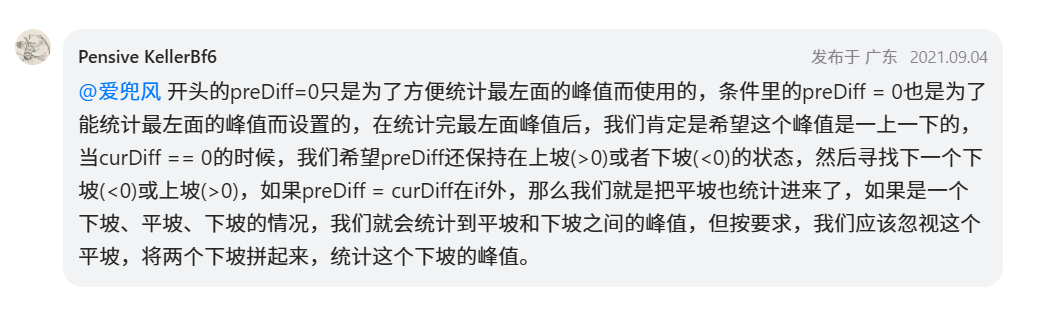 Pensive KellerBf6 发布于 广东 2021.09.04
@爱兜风 开头的preDiff=0只是为了方便统计最左面的峰值而使用的，条件里的preDiff = 0也是为了
能统计最左面的峰值而设置的，在统计完最左面峰值后，我们肯定是希望这个峰值是一上一下的，
当curDiff == 0的时候，我们希望preDiff还保持在上坡(>0)或者下坡(<0)的状态，然后寻找下一个下
坡(<0)或上坡(>0)，如果preDiff = curDiff在if外，那么我们就是把平坡也统计进来了，如果是一个
下坡、平坡、下坡的情况，我们就会统计到平坡和下坡之间的峰值，但按要求，我们应该忽视这个
平坡，将两个下坡拼起来，统计这个下坡的峰值。